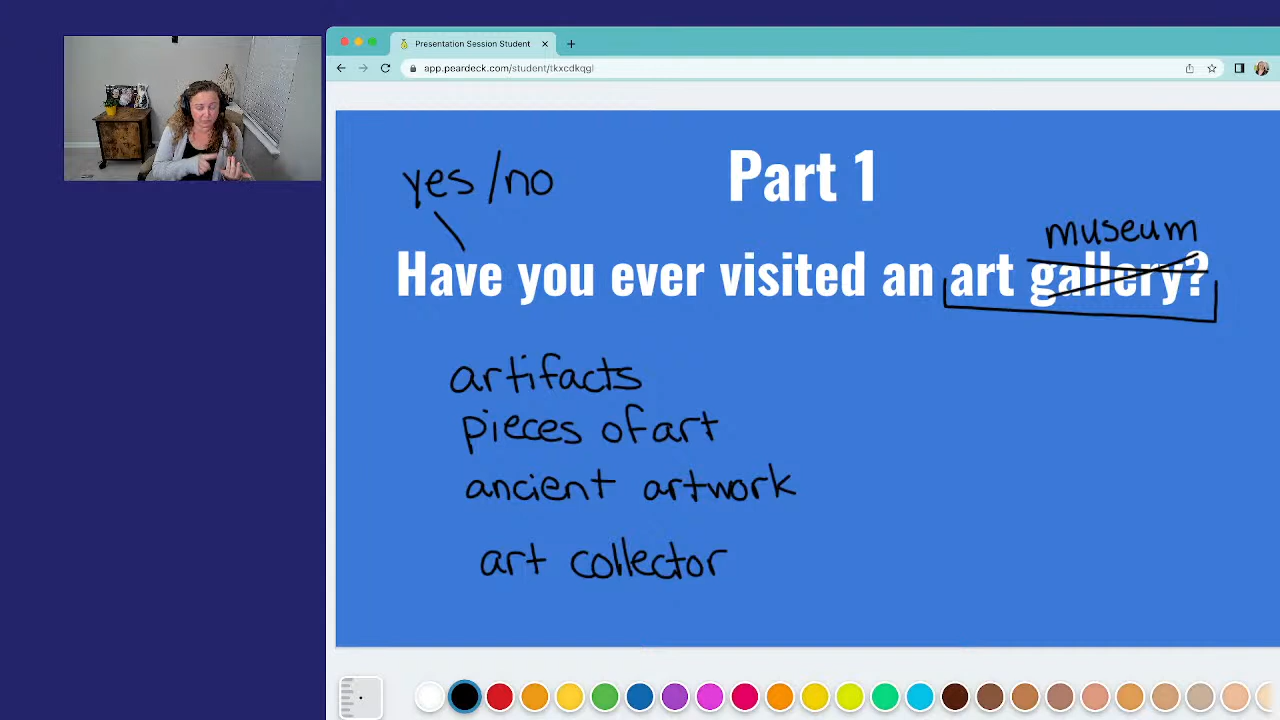 Presentation Session Student
app.peardeck.com/student/tkxcdkqgl
yes/no
Part 1
museum
Have you ever visited an art gallery?
artifacts
pieces of art
ancient artwork
art collector